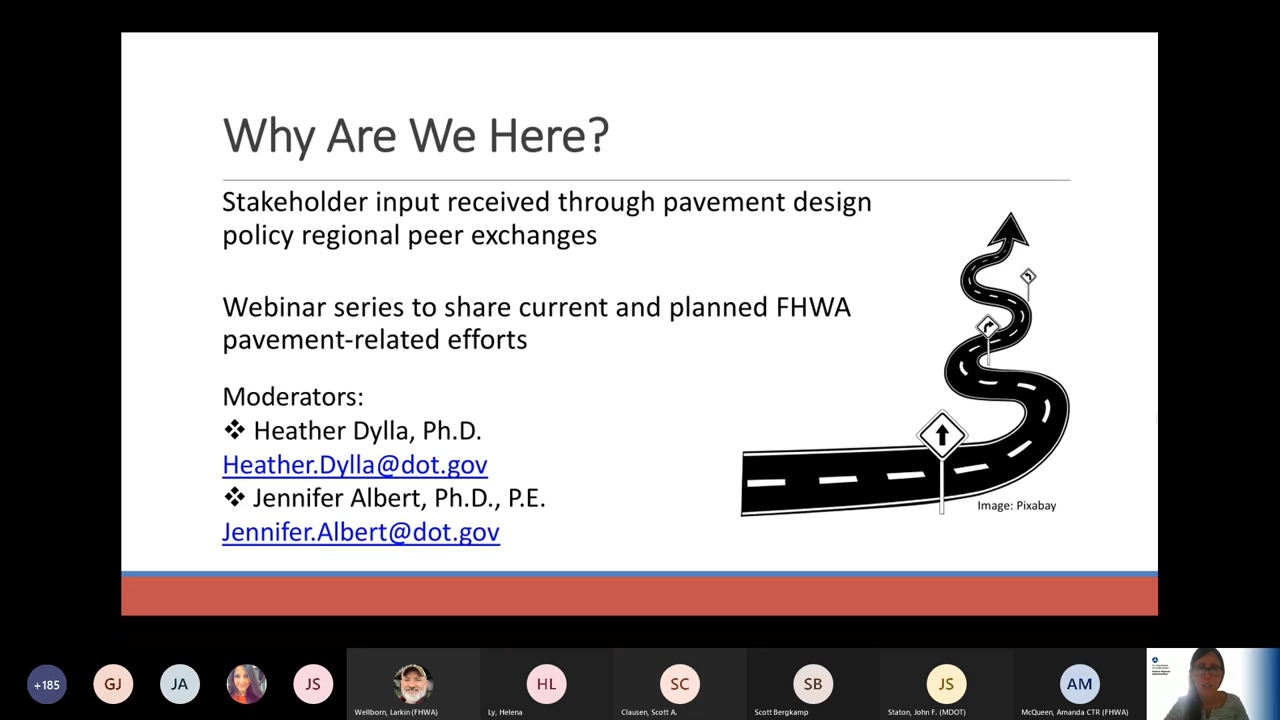 Why Are We Here?
Stakeholder input received through pavement design
policy regional peer exchanges
Webinar series to share current and planned FHWA
pavement-related efforts
Moderators:
❖ Heather Dylla, Ph.D.
Heather.Dylla@dot.gov
❖ Jennifer Albert, Ph.D., P.E.
Jennifer.Albert@dot.gov
Image: Pixabay
+185
GJ
JA
JS
Wellborn, Larkin (FHWA)
HL
Ly, Helena
SC
Clausen, Scott A.
SB
Scott Bergkamp
JS
Staton, John F. (MDOT)
AM
McQueen, Amanda CTR (FHWA)